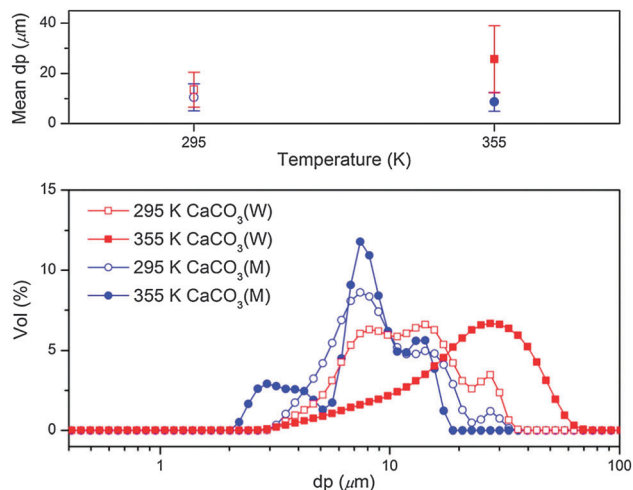 Mean dp (μm)
40
20
0
295
355
Temperature (K)
Vol (%)
15
10
5
0
295 K CaCO₃(W)
355 K CaCO₃(W)
295 K CaCO₃(M)
355 K CaCO₃(M)
1
10
100
dp (μm)